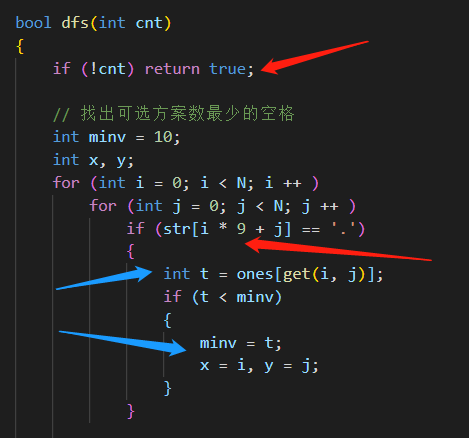 bool dfs(int cnt)
{
if (!cnt) return true;
// 找出可选方案数最少的空格
int minv = 10;
int x, y;
for (int i = 0; i < N; i ++ )
for (int j = 0; j < N; j ++ )
if (str[i * 9 + j] == '.')
{
int t = ones[get(i, j)];
if (t < minv)
{
minv = t;
x = i, y = j;
}
}